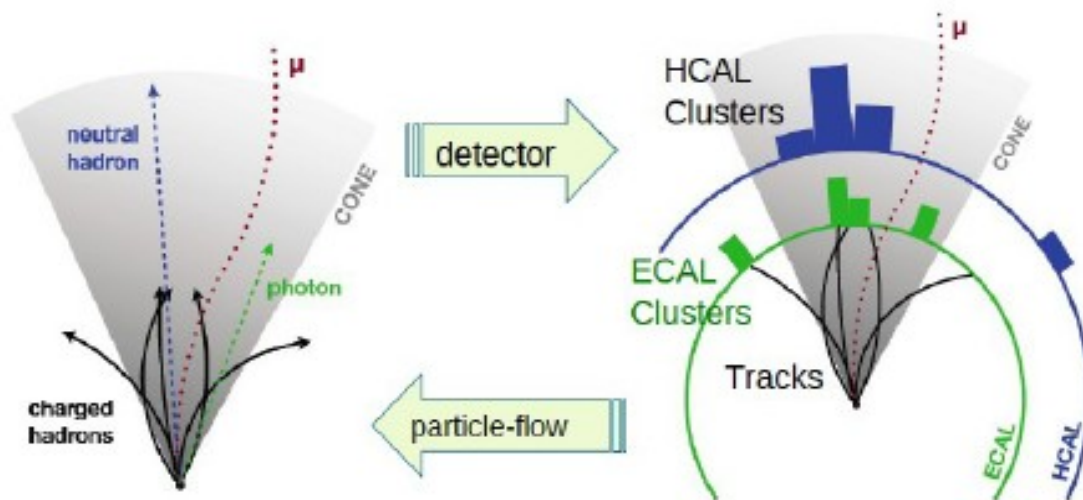 μ
neutral
hadron
CONE
photon
charged
hadrons
detector
particle-flow
μ
HCAL
Clusters
CONE
ECAL
Clusters
Tracks
ECAL
HCAL